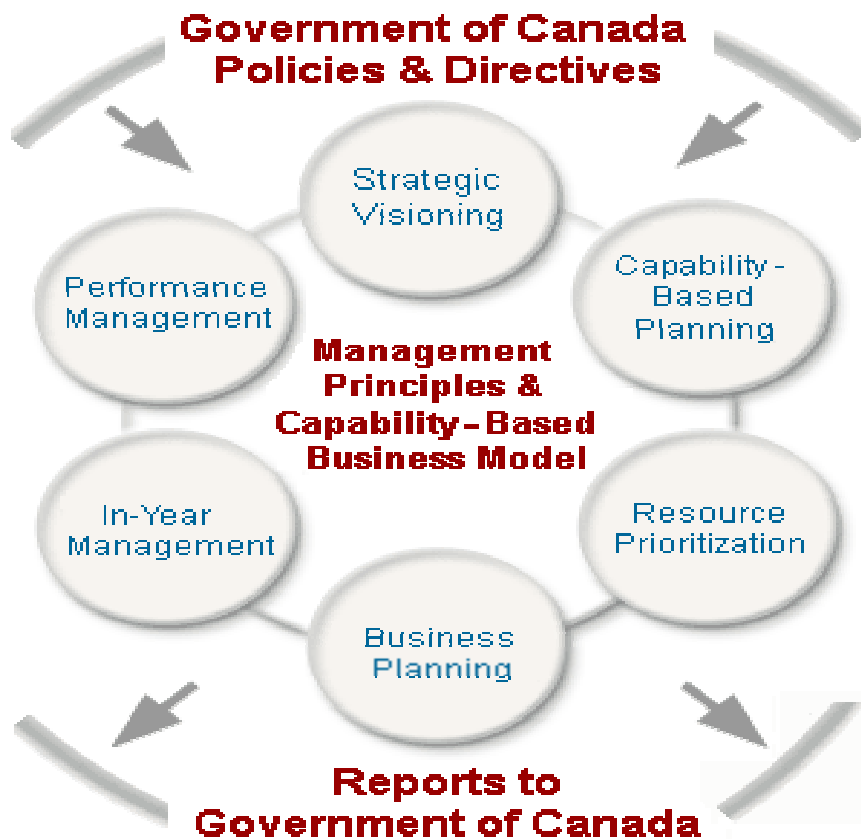 Government of Canada
Policies & Directives
Strategic
Visioning
Capability-
Based
Planning
Performance
Management
Management
Principles &
Capability-Based
Business Model
In-Year
Management
Resource
Prioritization
Business
Planning
Reports to
Government of Canada